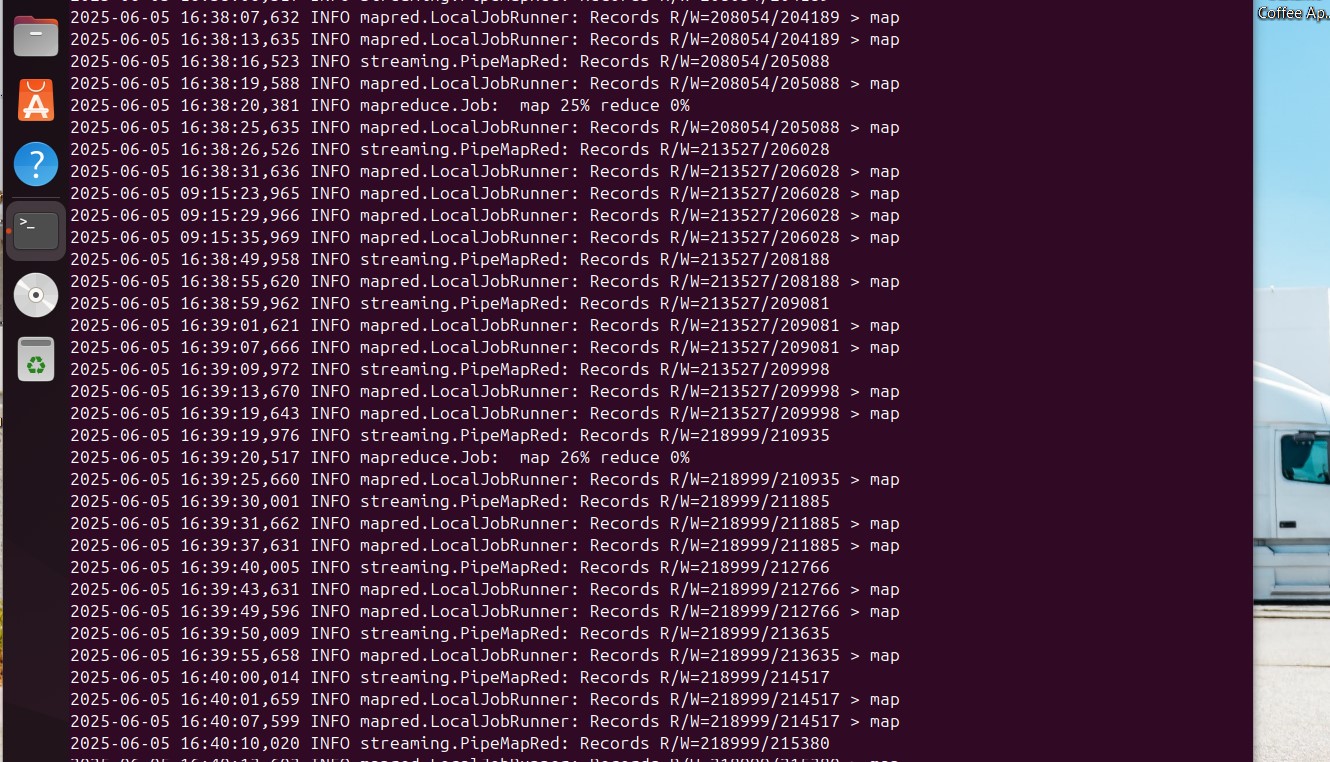 2025-06-05 16:38:07,632 INFO mapred.LocalJobRunner: Records R/W=208054/204189 > map
2025-06-05 16:38:13,635 INFO mapred.LocalJobRunner: Records R/W=208054/204189 > map
2025-06-05 16:38:16,523 INFO streaming.PipeMapRed: Records R/W=208054/205088
2025-06-05 16:38:19,588 INFO mapred.LocalJobRunner: Records R/W=208054/205088 > map
2025-06-05 16:38:20,381 INFO mapreduce.Job:  map 25% reduce 0%
2025-06-05 16:38:25,635 INFO mapred.LocalJobRunner: Records R/W=208054/205088 > map
2025-06-05 16:38:26,526 INFO streaming.PipeMapRed: Records R/W=213527/206028
2025-06-05 16:38:31,636 INFO mapred.LocalJobRunner: Records R/W=213527/206028 > map
2025-06-05 09:15:23,965 INFO mapred.LocalJobRunner: Records R/W=213527/206028 > map
2025-06-05 09:15:29,966 INFO mapred.LocalJobRunner: Records R/W=213527/206028 > map
2025-06-05 09:15:35,969 INFO mapred.LocalJobRunner: Records R/W=213527/206028 > map
2025-06-05 16:38:49,958 INFO streaming.PipeMapRed: Records R/W=213527/208188
2025-06-05 16:38:55,620 INFO mapred.LocalJobRunner: Records R/W=213527/208188 > map
2025-06-05 16:38:59,962 INFO streaming.PipeMapRed: Records R/W=213527/209081
2025-06-05 16:39:01,621 INFO mapred.LocalJobRunner: Records R/W=213527/209081 > map
2025-06-05 16:39:07,666 INFO mapred.LocalJobRunner: Records R/W=213527/209081 > map
2025-06-05 16:39:09,972 INFO streaming.PipeMapRed: Records R/W=213527/209998
2025-06-05 16:39:13,670 INFO mapred.LocalJobRunner: Records R/W=213527/209998 > map
2025-06-05 16:39:19,643 INFO mapred.LocalJobRunner: Records R/W=213527/209998 > map
2025-06-05 16:39:19,976 INFO streaming.PipeMapRed: Records R/W=218999/210935
2025-06-05 16:39:20,517 INFO mapreduce.Job:  map 26% reduce 0%
2025-06-05 16:39:25,660 INFO mapred.LocalJobRunner: Records R/W=218999/210935 > map
2025-06-05 16:39:30,001 INFO streaming.PipeMapRed: Records R/W=218999/211885
2025-06-05 16:39:31,662 INFO mapred.LocalJobRunner: Records R/W=218999/211885 > map
2025-06-05 16:39:37,631 INFO mapred.LocalJobRunner: Records R/W=218999/211885 > map
2025-06-05 16:39:40,005 INFO streaming.PipeMapRed: Records R/W=218999/212766
2025-06-05 16:39:43,631 INFO mapred.LocalJobRunner: Records R/W=218999/212766 > map
2025-06-05 16:39:49,596 INFO mapred.LocalJobRunner: Records R/W=218999/212766 > map
2025-06-05 16:39:50,009 INFO streaming.PipeMapRed: Records R/W=218999/213635
2025-06-05 16:39:55,658 INFO mapred.LocalJobRunner: Records R/W=218999/213635 > map
2025-06-05 16:40:00,014 INFO streaming.PipeMapRed: Records R/W=218999/214517
2025-06-05 16:40:01,659 INFO mapred.LocalJobRunner: Records R/W=218999/214517 > map
2025-06-05 16:40:07,599 INFO mapred.LocalJobRunner: Records R/W=218999/214517 > map
2025-06-05 16:40:10,020 INFO streaming.PipeMapRed: Records R/W=218999/215380
Coffee Ap...